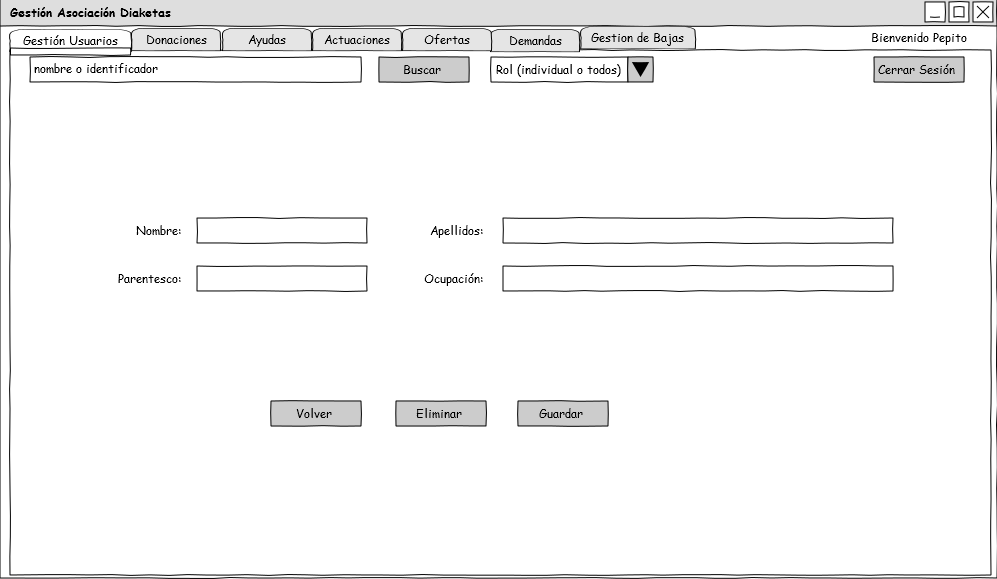 Gestión Asociación Diaketas
Gestión Usuarios Donaciones Ayudas Actuaciones Ofertas Demandas Gestion de Bajas Bienvenido Pepito
nombre o identificador Buscar Rol (individual o todos) Cerrar Sesión
Nombre: Apellidos:
Parentesco: Ocupación:
Volver Eliminar Guardar